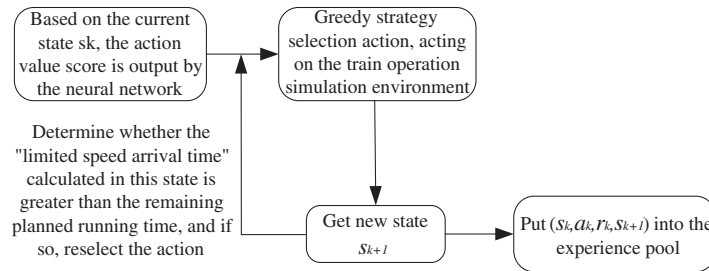 Based on the current
state sk, the action
value score is output by
the neural network
Greedy strategy
selection action, acting
on the train operation
simulation environment
Determine whether the
"limited speed arrival time"
calculated in this state is
greater than the remaining
planned running time, and if
so, reselect the action
Get new state
sk+1
Put (sk,ak,rk,sk+1) into the
experience pool